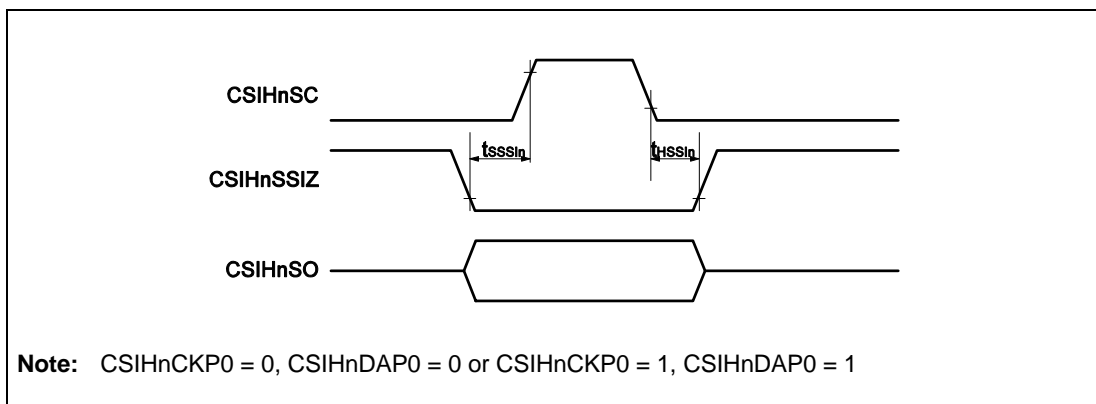 CSIHnSC
tSSSIn
tHSSIn
CSIHnSSIZ
CSIHnSO
Note: CSIHnCKP0 = 0, CSIHnDAP0 = 0 or CSIHnCKP0 = 1, CSIHnDAP0 = 1